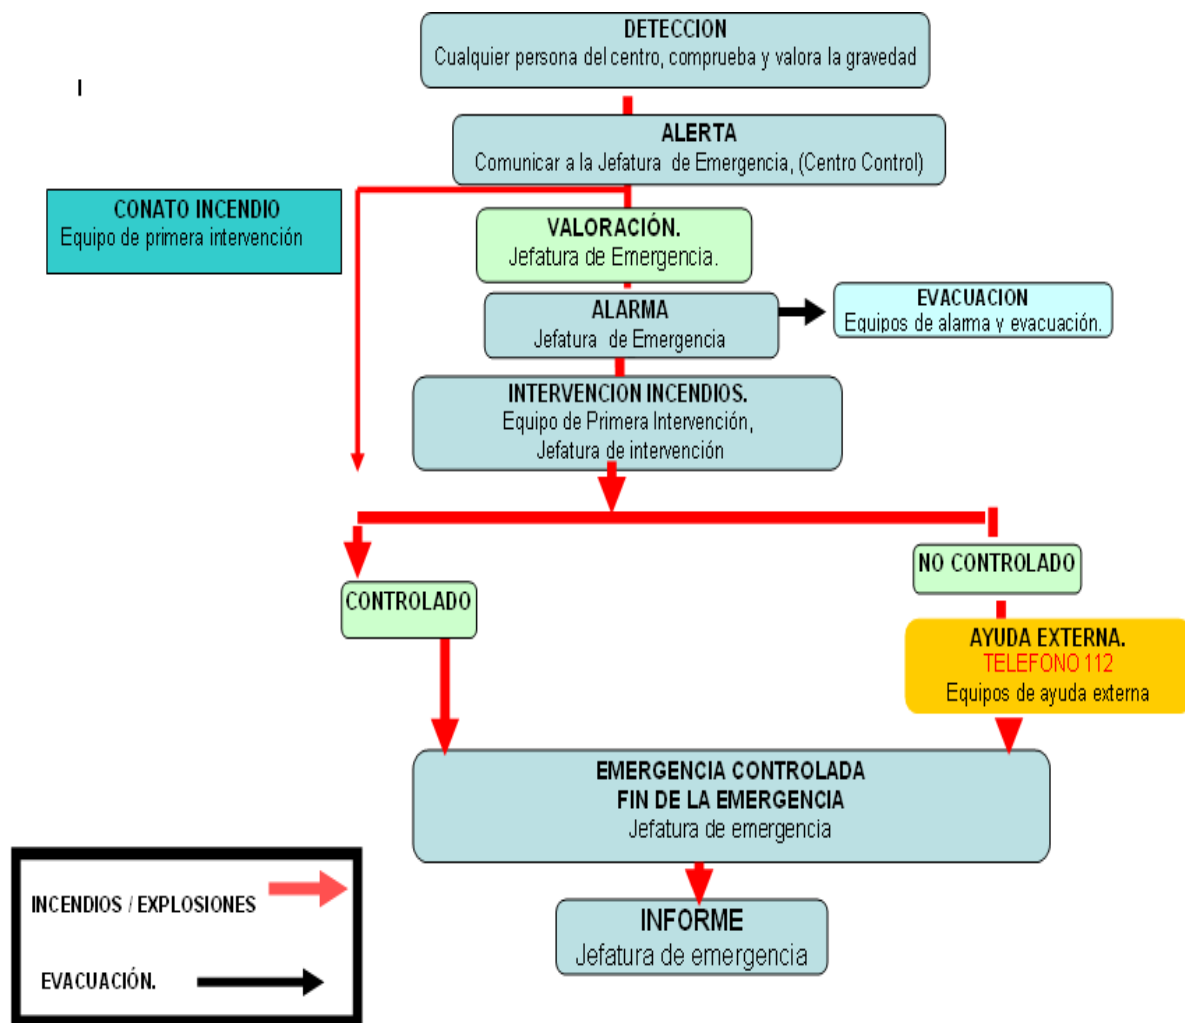 DETECCION
Cualquier persona del centro, comprueba y valora la gravedad
I
ALERTA
Comunicar a la Jefatura de Emergencia, (Centro Control)
CONATO INCENDIO
Equipo de primera intervención
VALORACIÓN.
Jefatura de Emergencia.
ALARMA
Jefatura de Emergencia
EVACUACION
Equipos de alarma y evacuación.
INTERVENCION INCENDIOS.
Equipo de Primera Intervención,
Jefatura de intervención
NO CONTROLADO
CONTROLADO
AYUDA EXTERNA.
TELEFONO 112
Equipos de ayuda externa
EMERGENCIA CONTROLADA
FIN DE LA EMERGENCIA
Jefatura de emergencia
INCENDIOS / EXPLOSIONES
EVACUACIÓN.
INFORME
Jefatura de emergencia